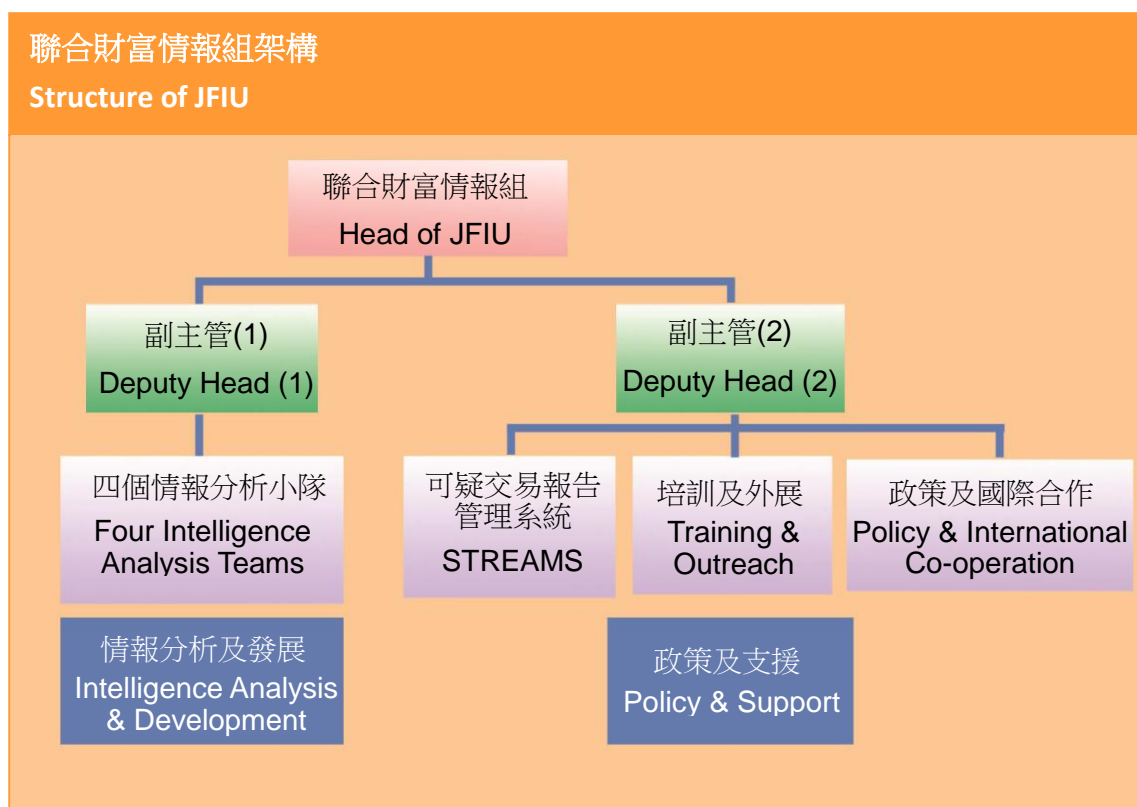 聯合財富情報組架構
Structure of JFIU
聯合財富情報組
Head of JFIU
副主管(1)
Deputy Head (1)
副主管(2)
Deputy Head (2)
四個情報分析小隊
Four Intelligence
Analysis Teams
可疑交易報告
管理系統
STREAMS
培訓及外展
Training &
Outreach
政策及國際合作
Policy & International
Co-operation
情報分析及發展
Intelligence Analysis
& Development
政策及支援
Policy & Support